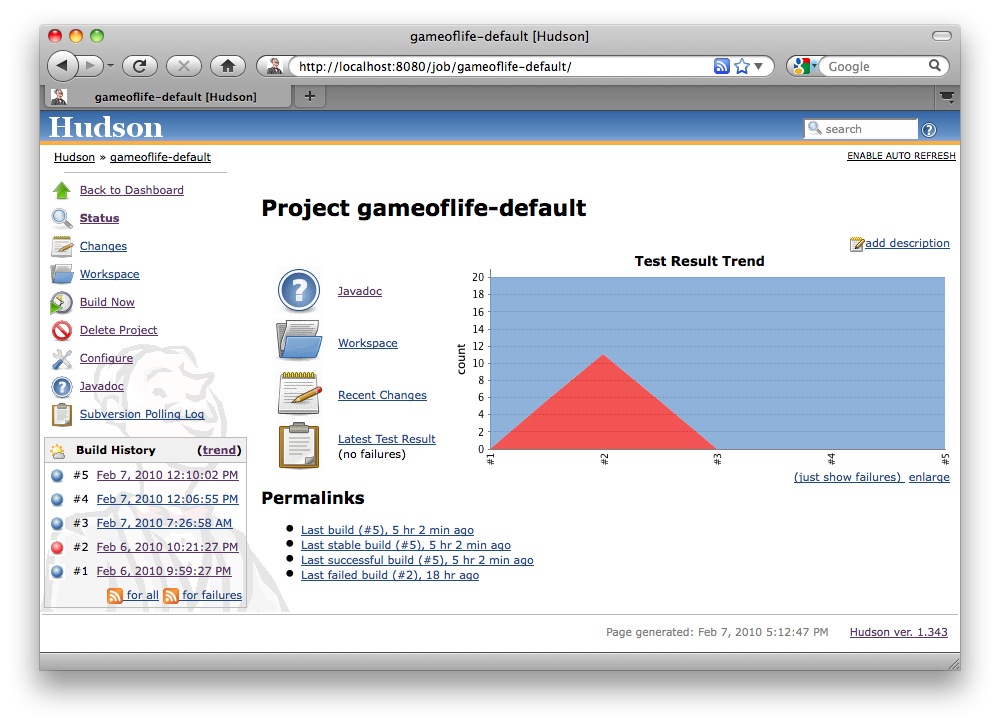 gameoflife-default [Hudson]
http://localhost:8080/job/gameoflife-default/
Google
gameoflife-default [Hudson]
+
Hudson
search
?
Hudson » gameoflife-default
ENABLE AUTO REFRESH
Back to Dashboard
Status
Changes
Workspace
Build Now
Delete Project
Configure
Javadoc
Subversion Polling Log
Build History (trend)
#5 Feb 7, 2010 12:10:02 PM
#4 Feb 7, 2010 12:06:55 PM
#3 Feb 7, 2010 7:26:58 AM
#2 Feb 6, 2010 10:21:27 PM
#1 Feb 6, 2010 9:59:27 PM
for all for failures
Project gameoflife-default
add description
Javadoc
Workspace
Recent Changes
Latest Test Result
(no failures)
Test Result Trend
count
20
18
16
14
12
10
8
6
4
2
0
#1 #2 #3 #4 #5
(just show failures) enlarge
Permalinks
Last build (#5), 5 hr 2 min ago
Last stable build (#5), 5 hr 2 min ago
Last successful build (#5), 5 hr 2 min ago
Last failed build (#2), 18 hr ago
Page generated: Feb 7, 2010 5:12:47 PM Hudson ver. 1.343